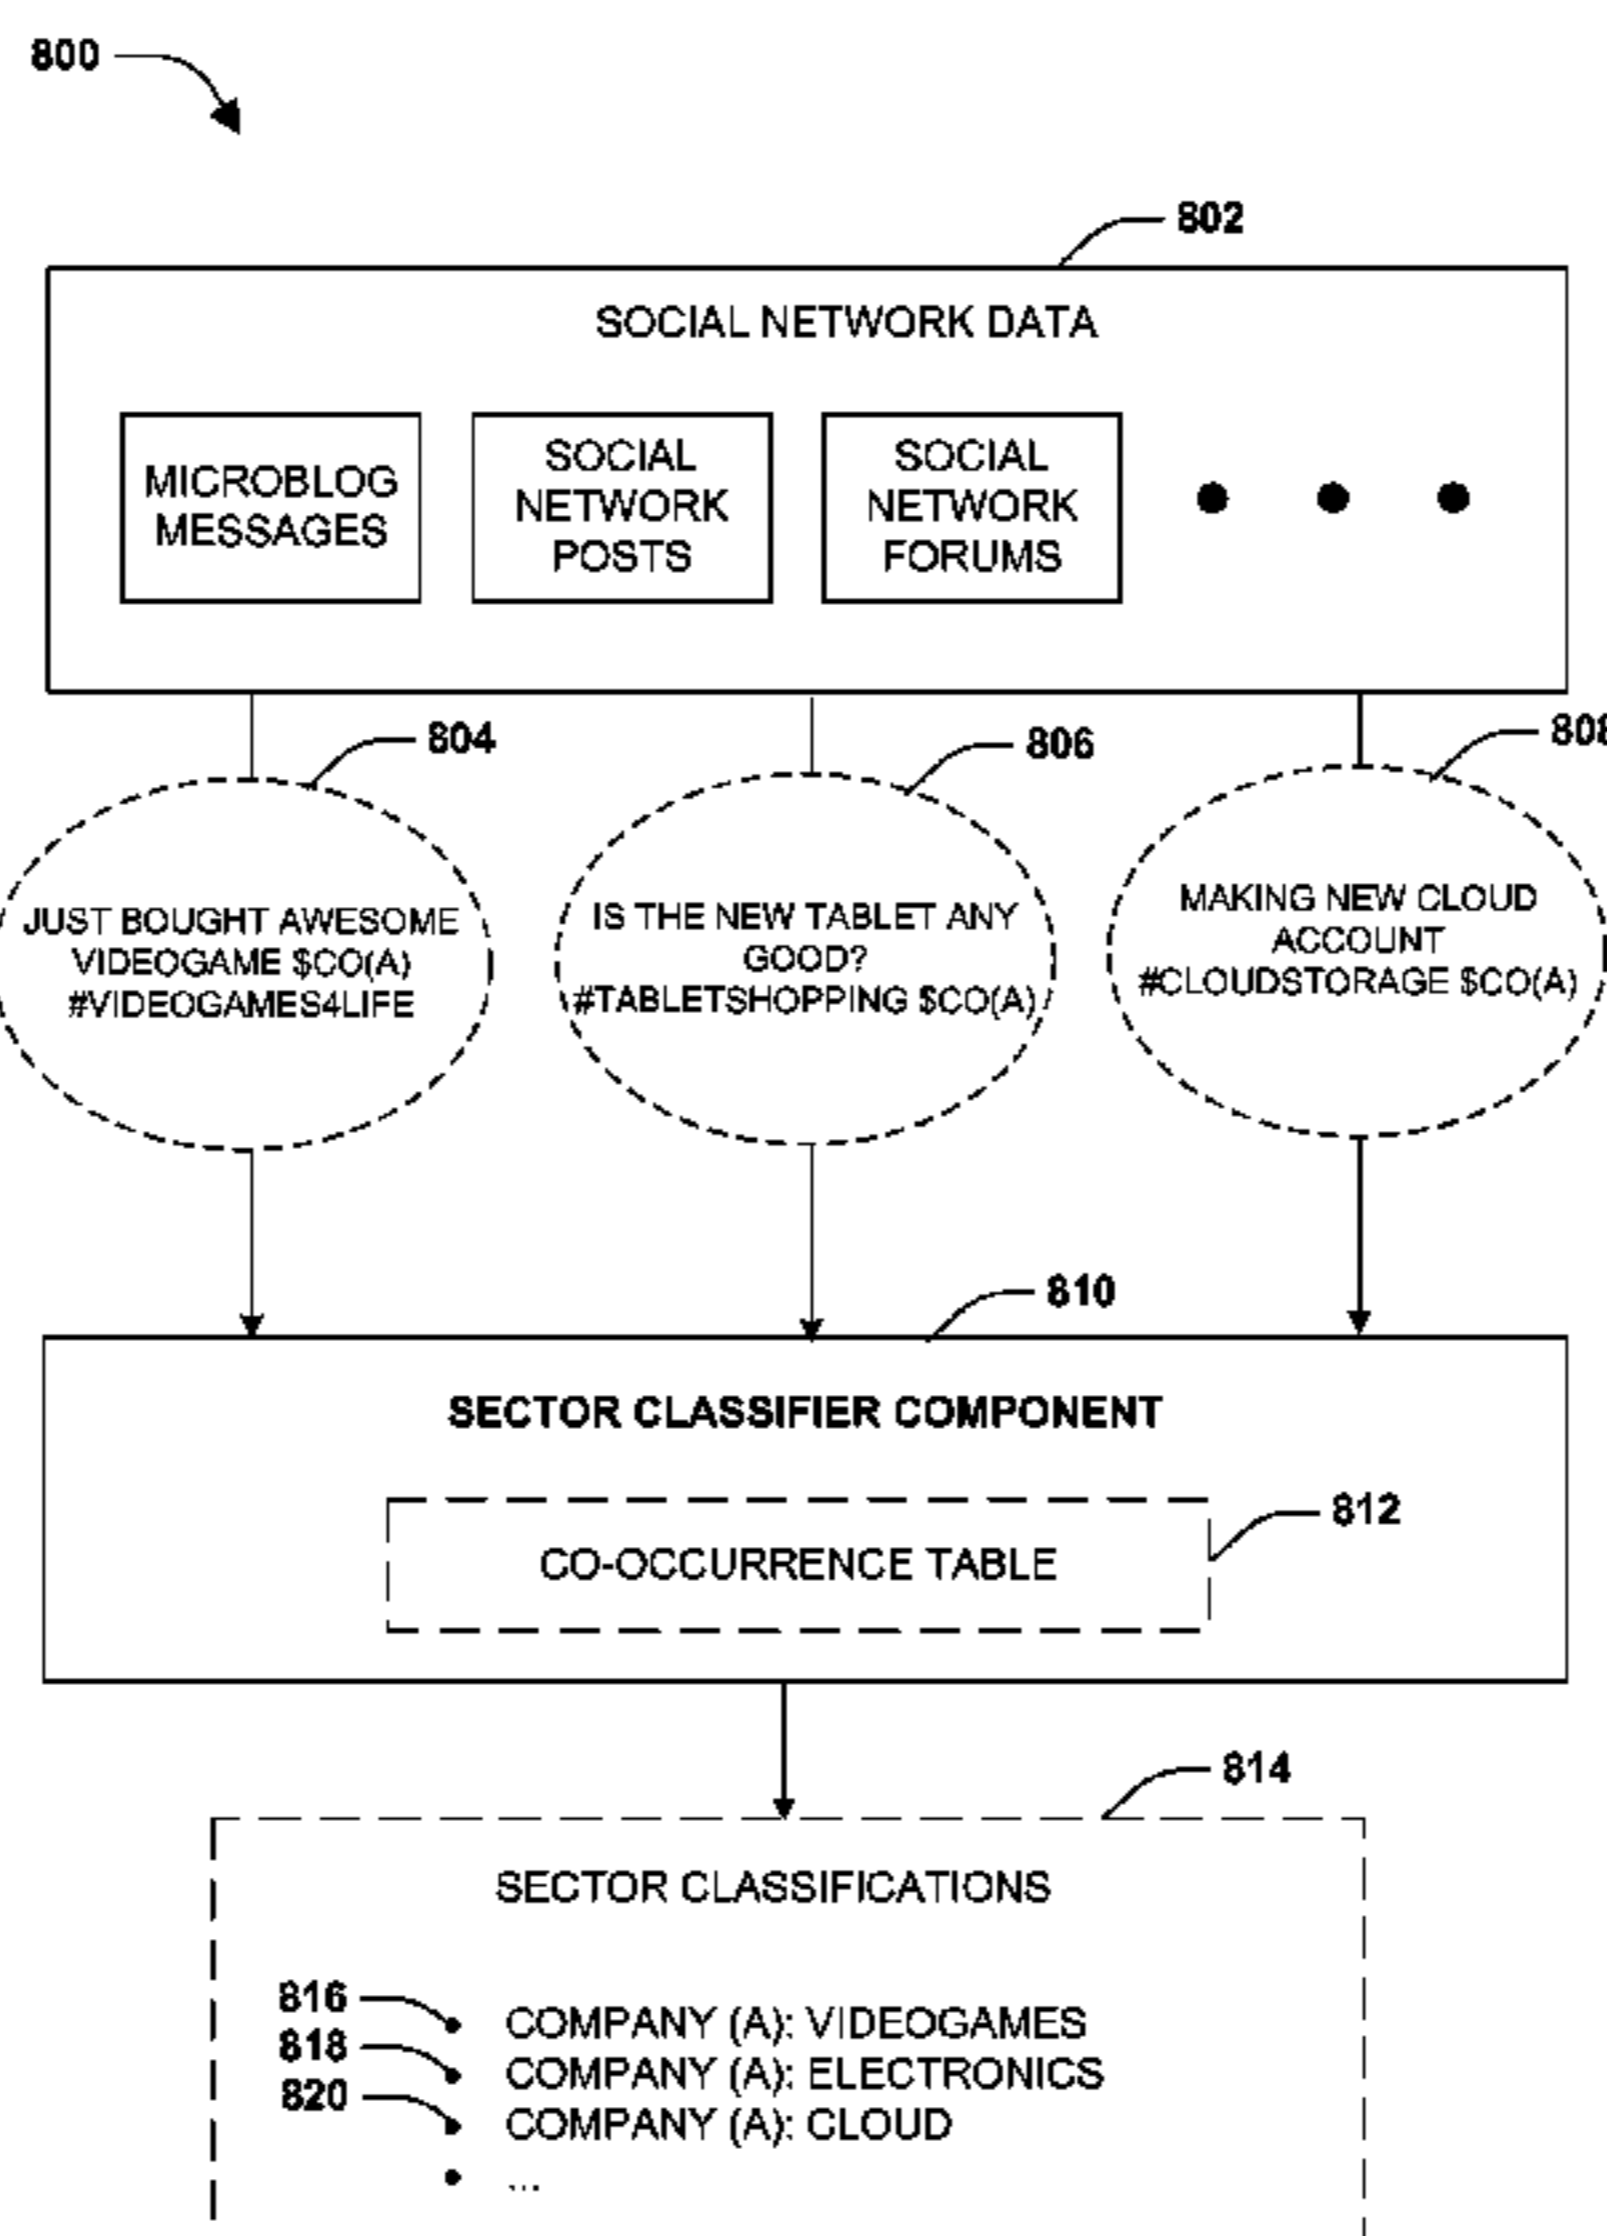 800
802
SOCIAL NETWORK DATA
MICROBLOG
MESSAGES
SOCIAL
NETWORK
POSTS
SOCIAL
NETWORK
FORUMS
804
806
808
JUST BOUGHT AWESOME
VIDEOGAME $CO(A)
#VIDEOGAMES4LIFE
IS THE NEW TABLET ANY
GOOD?
#TABLETSHOPPING $CO(A)
MAKING NEW CLOUD
ACCOUNT
#CLOUDSTORAGE $CO(A)
810
SECTOR CLASSIFIER COMPONENT
812
CO-OCCURRENCE TABLE
814
SECTOR CLASSIFICATIONS
816
• COMPANY (A): VIDEOGAMES
818
• COMPANY (A): ELECTRONICS
820
• COMPANY (A): CLOUD
• ...